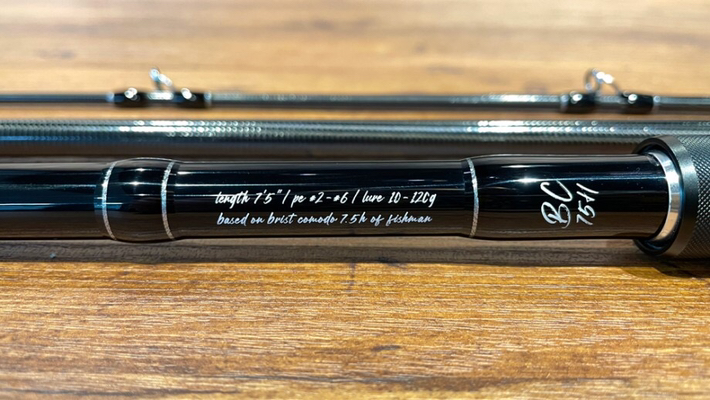 length 7'5" / pe #2-#6 / lure 10-120g
based on brist comodo 7.5h of fishman
BC
75H